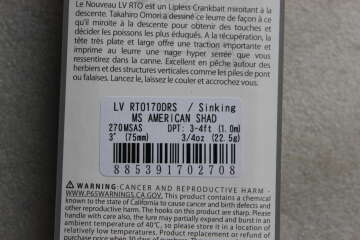 Le Nouveau LV RTO est un Lipless Crankbait miroitant à la
descente. Takahiro Omori a dessiné ce leurre de façon à ce
qu'il miroite à la descente pour obtenir des touches et
décider les poissons les plus éduqués. A la récupération, la
tête très plate et large offre une traction importante et
imprime au leurre une nage hyper serrée que vous
ressentirez dans la canne. Excellent en pêche autour des
herbiers et des structures verticales comme les piles de pont
ou falaises. Lancez, laissez le couler et accrochez vous.
LV RTO170DRS / Sinking
MS AMERICAN SHAD
270MSAS DPT: 3-4ft (1.0m)
3" (75mm) 3/4oz (22.5g)
885391702708
WARNING: CANCER AND REPRODUCTIVE HARM -
WWW.P65WARNINGS.CA.GOV. This product contains a chemical
known to the state of California to cause cancer and birth defects and
other reproductive harm. The hooks on this product are sharp. Please
handle with care also, the lure may partially expand and burst in an
ambient temperature of 40℃, so please store it in a location of
relatively low temperatures. Product replacement or refund of
purchase price when 30 days of